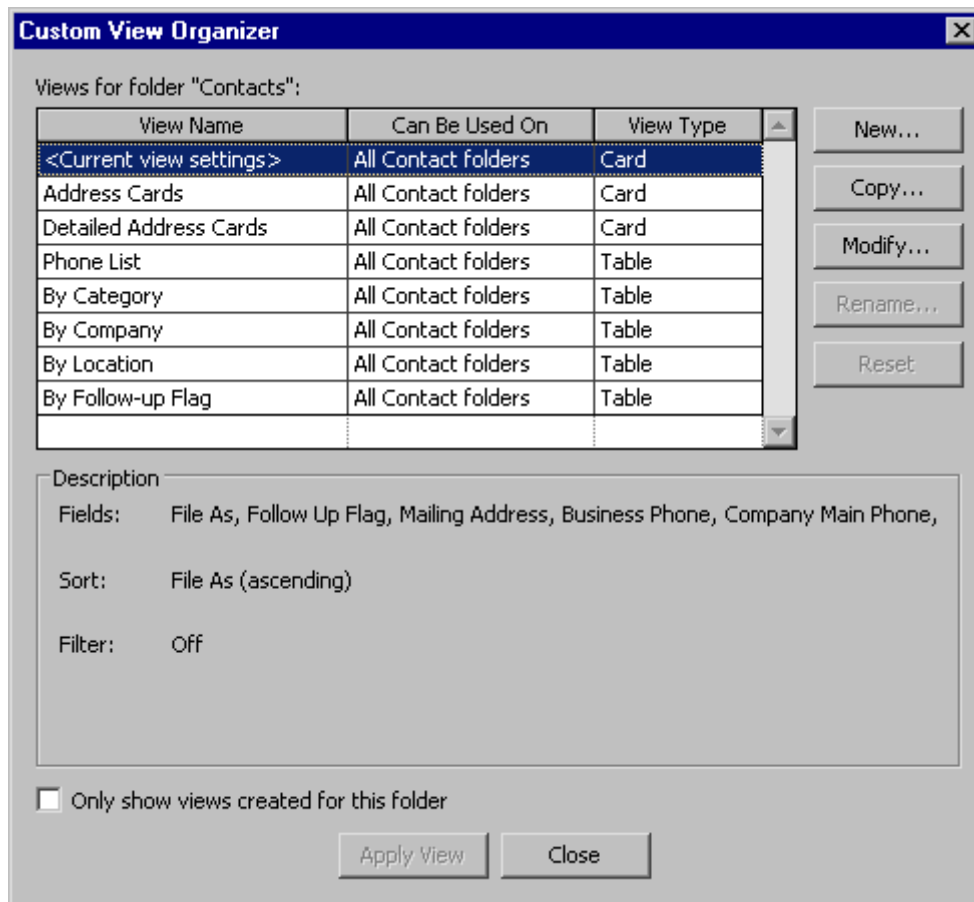 Custom View Organizer
Views for folder "Contacts":
View Name Can Be Used On View Type
<Current view settings> All Contact folders Card
Address Cards All Contact folders Card
Detailed Address Cards All Contact folders Card
Phone List All Contact folders Table
By Category All Contact folders Table
By Company All Contact folders Table
By Location All Contact folders Table
By Follow-up Flag All Contact folders Table
New...
Copy...
Modify...
Rename...
Reset
Description
Fields: File As, Follow Up Flag, Mailing Address, Business Phone, Company Main Phone,
Sort: File As (ascending)
Filter: Off
Only show views created for this folder
Apply View Close